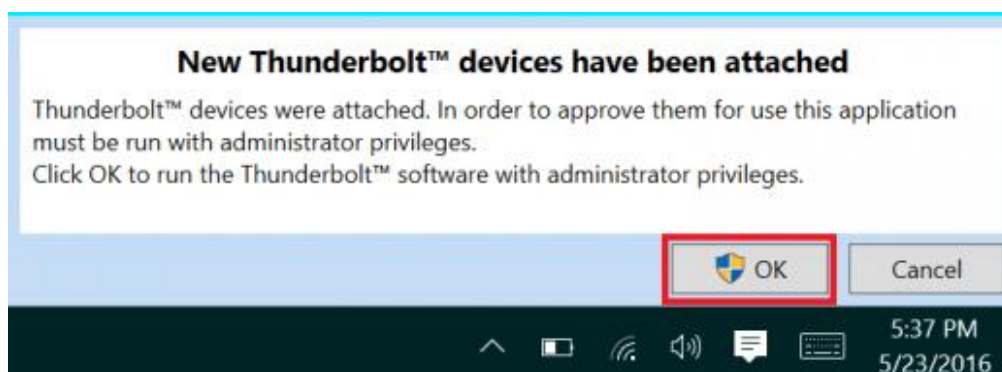 New Thunderbolt™ devices have been attached
Thunderbolt™ devices were attached. In order to approve them for use this application
must be run with administrator privileges.
Click OK to run the Thunderbolt™ software with administrator privileges.
OK
Cancel
5:37 PM
5/23/2016